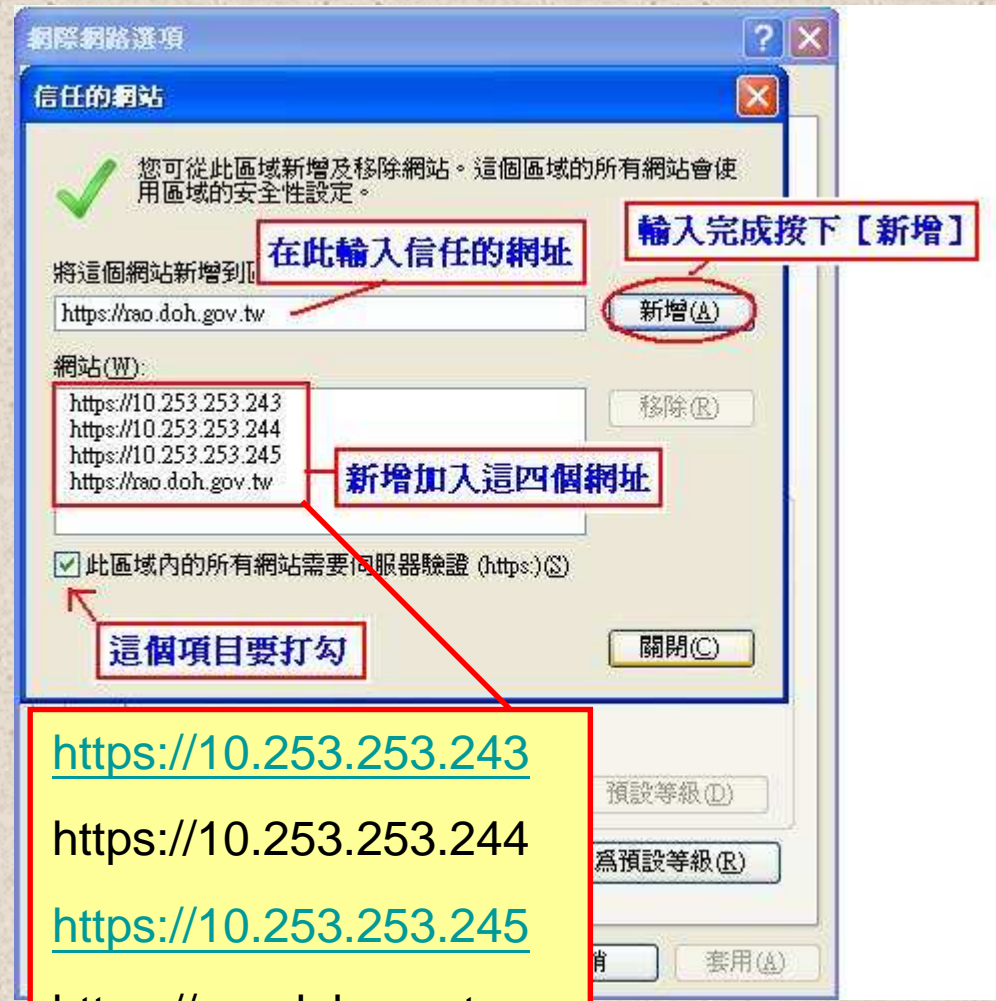 網際網路選項
信任的網站
您可從此區域新增及移除網站。這個區域的所有網站會使
用區域的安全性設定。
輸入完成按下【新增】
在此輸入信任的網址
將這個網站新增到
https://rao.doh.gov.tw
新增(A)
網站(W):
https://10.253.253.243
https://10.253.253.244
https://10.253.253.245
https://rao.doh.gov.tw
移除(R)
新增加入這四個網址
此區域內的所有網站需要伺服器驗證 (https:)(S)
這個項目要打勾
關閉(C)
https://10.253.253.243
https://10.253.253.244
https://10.253.253.245
預設等級(D)
為預設等級(R)
消
套用(A)